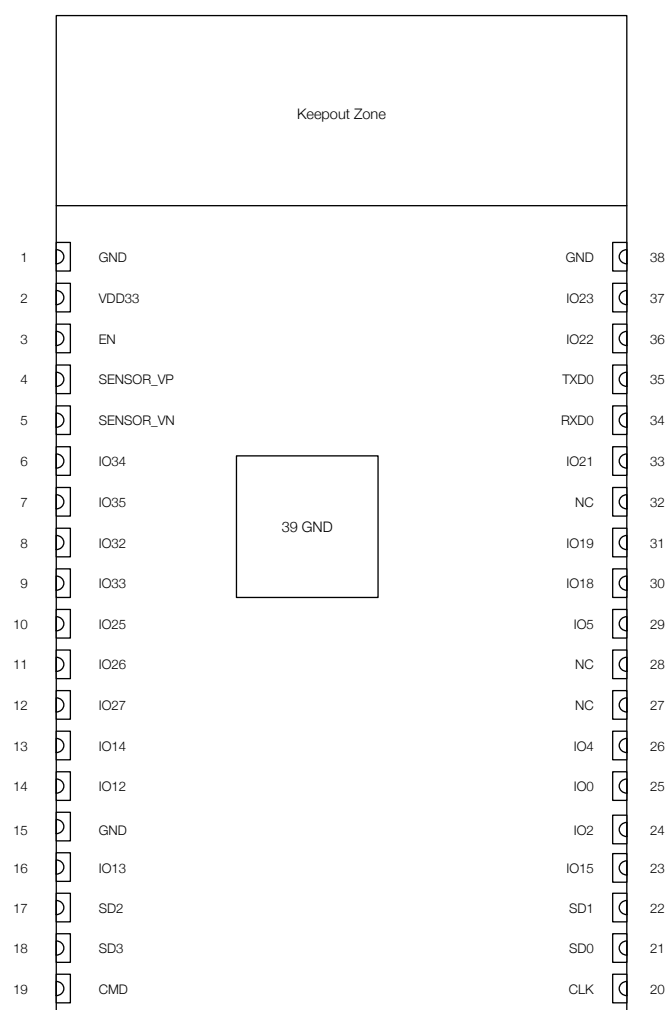 Keepout Zone
1 GND GND 38
2 VDD33 IO23 37
3 EN IO22 36
4 SENSOR_VP TXD0 35
5 SENSOR_VN RXD0 34
6 IO34 IO21 33
7 IO35 NC 32
39 GND
8 IO32 IO19 31
9 IO33 IO18 30
10 IO25 IO5 29
11 IO26 NC 28
12 IO27 NC 27
13 IO14 IO4 26
14 IO12 IO0 25
15 GND IO2 24
16 IO13 IO15 23
17 SD2 SD1 22
18 SD3 SD0 21
19 CMD CLK 20